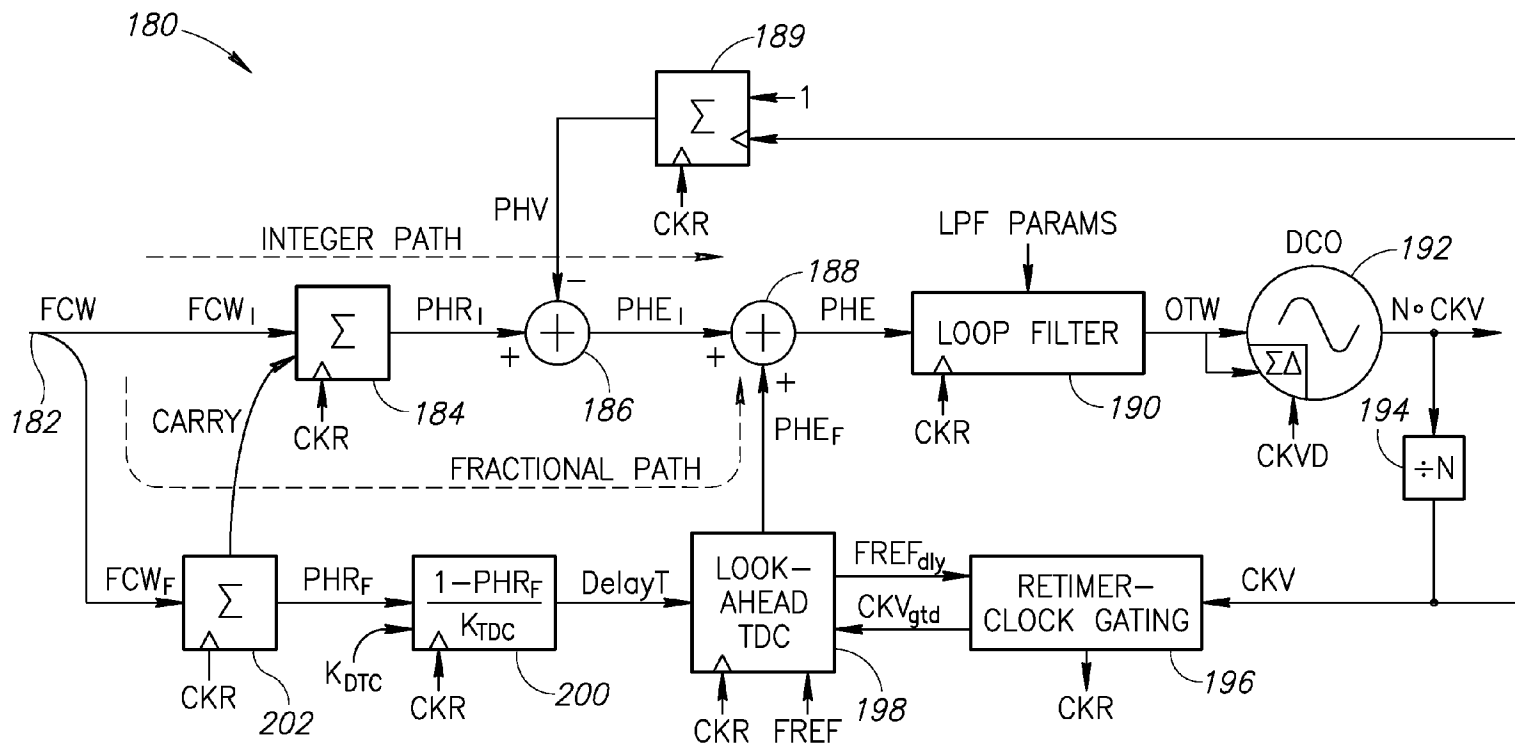 180
189
Σ
1
CKR
PHV
INTEGER PATH
LPF PARAMS
DCO
192
188
FCW
FCW_I
Σ
PHR_I
−
+
+
PHE_I
+
+
+
PHE
LOOP FILTER
OTW
ΣΔ
N∘CKV
182
CARRY
CKR
184
186
PHE_F
CKR
190
CKVD
194
÷N
FRACTIONAL PATH
FCW_F
Σ
PHR_F
1−PHR_F
K_TDC
DelayT
LOOK-
AHEAD
TDC
FREF_dly
CKV_gtd
RETIMER-
CLOCK GATING
CKV
K_DTC
CKR
202
CKR
200
CKR
FREF
198
CKR
196